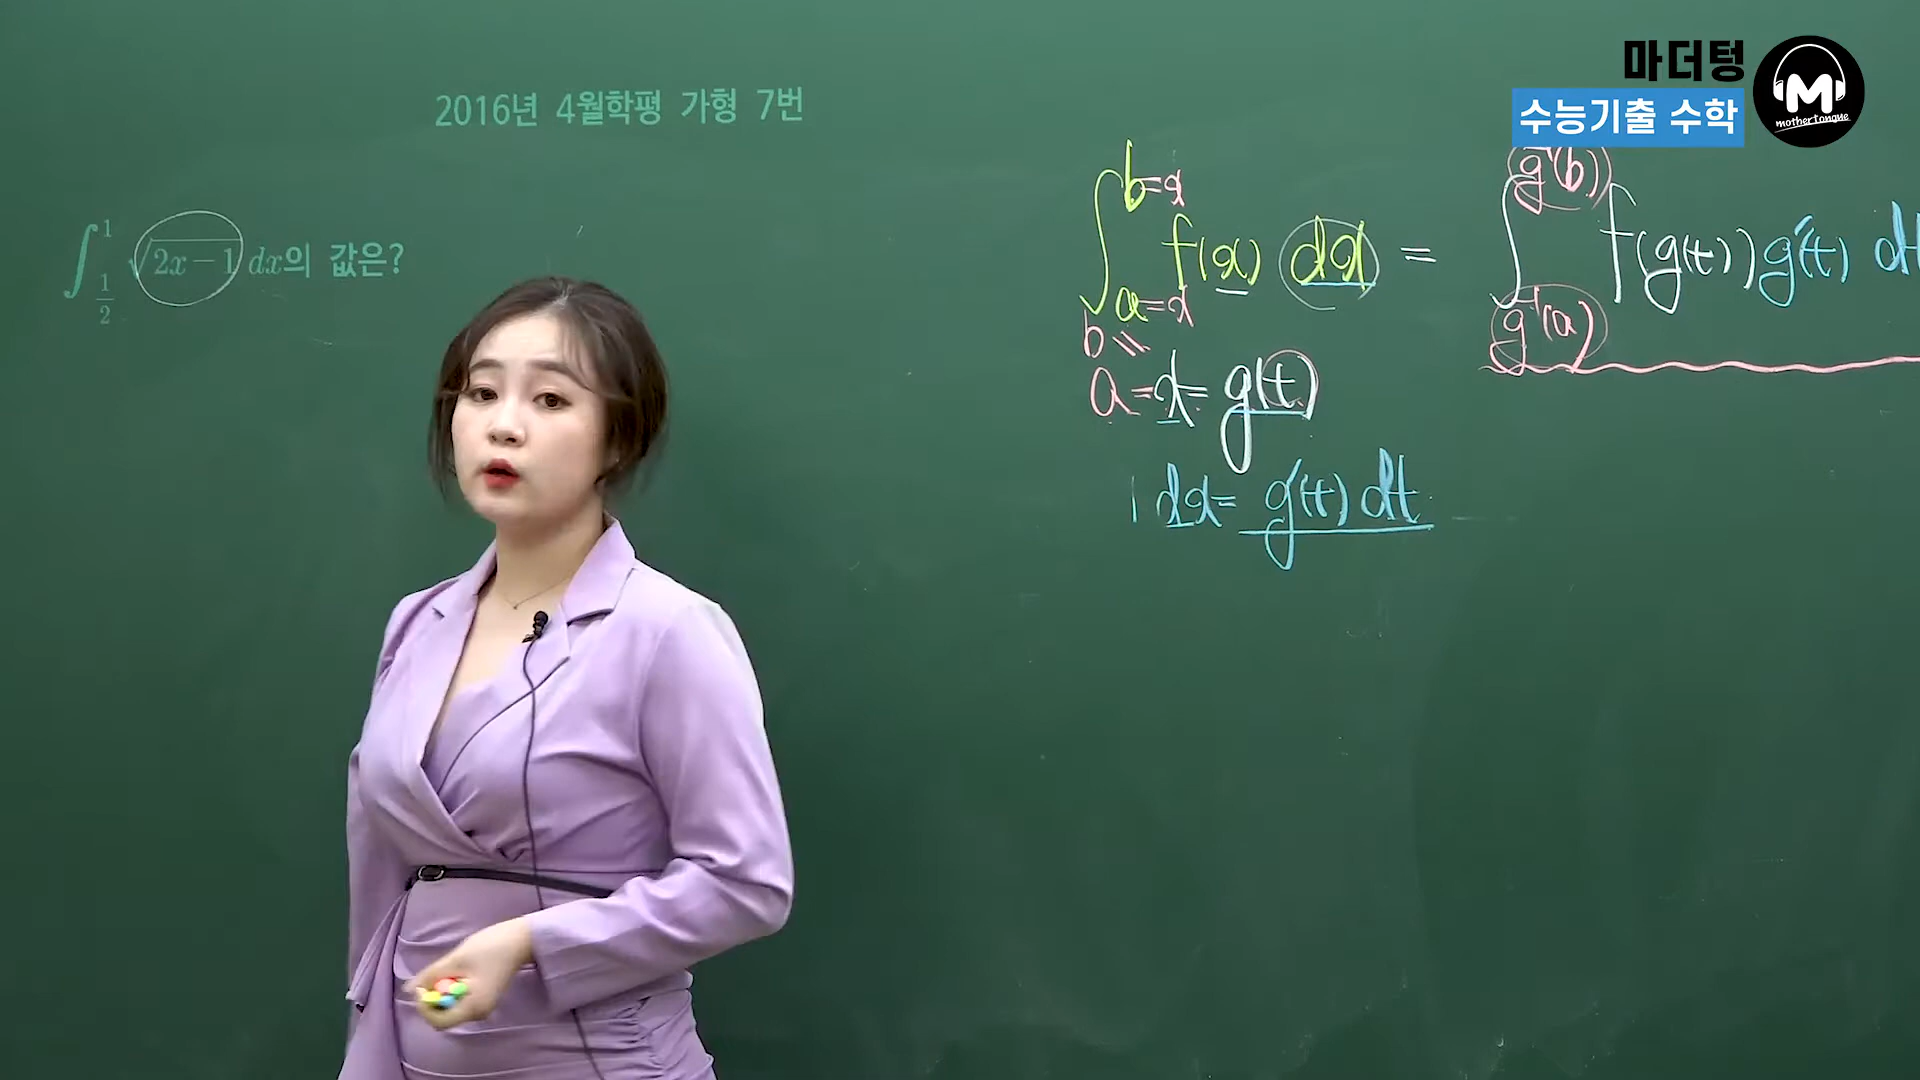 마더텅
수능기출 수학
M
mothertongue
2016년 4월학평 가형 7번
∫_{1/2}^{1} √(2x-1) dx의 값은?
∫_{a=x}^{b=x} f(x) dx = ∫_{g⁻¹(a)}^{g⁻¹(b)} f(g(t)) g'(t) dt
b
a = x = g(t)
1 dx = g'(t) dt